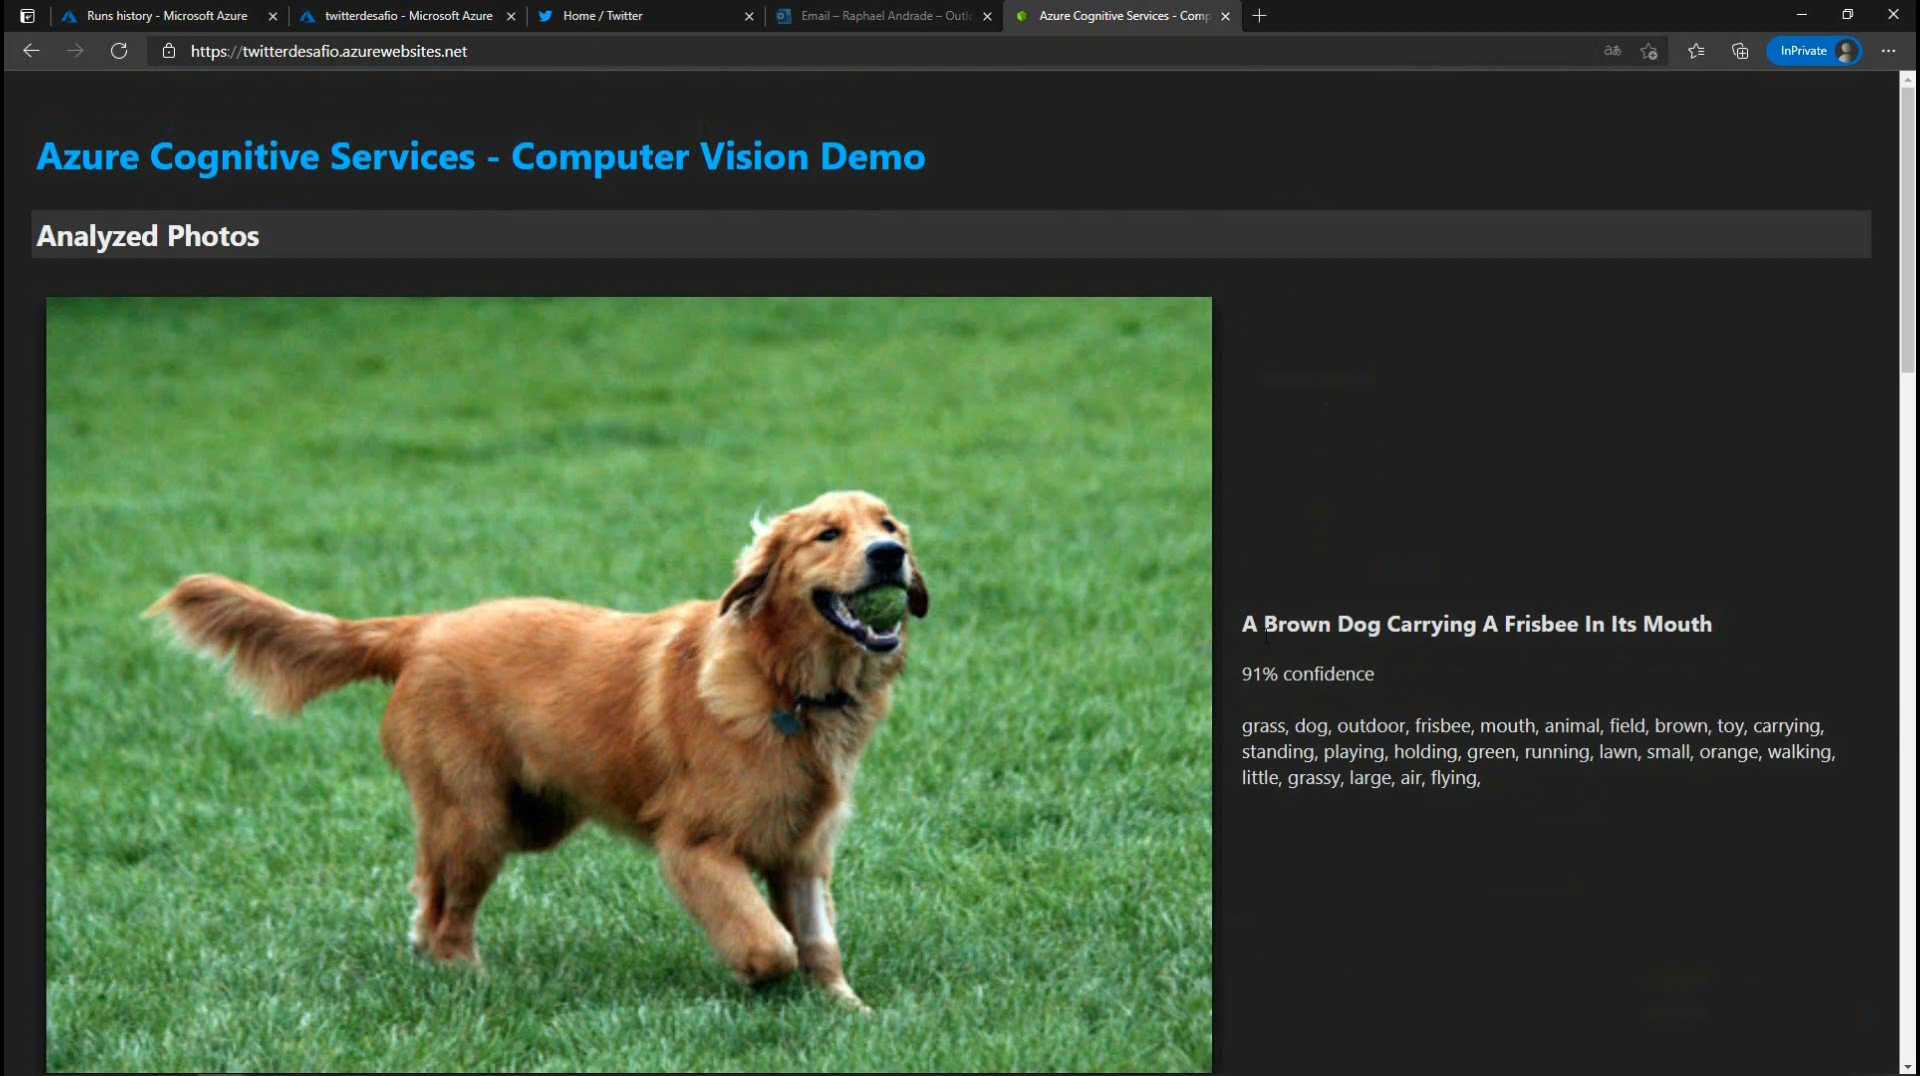 Runs history - Microsoft Azure
twitterdesafio - Microsoft Azure
Home / Twitter
Email – Raphael Andrade – Outl
Azure Cognitive Services - Comp
https://twitterdesafio.azurewebsites.net
InPrivate
Azure Cognitive Services - Computer Vision Demo
Analyzed Photos
A Brown Dog Carrying A Frisbee In Its Mouth
91% confidence
grass, dog, outdoor, frisbee, mouth, animal, field, brown, toy, carrying,
standing, playing, holding, green, running, lawn, small, orange, walking,
little, grassy, large, air, flying,